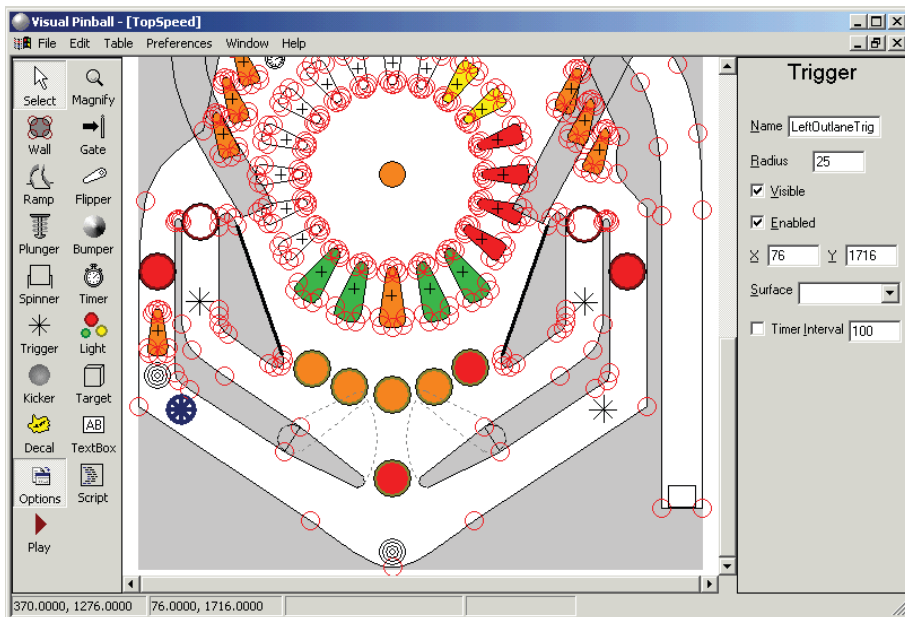 Visual Pinball - [TopSpeed]
File Edit Table Preferences Window Help
Select Magnify
Wall Gate
Ramp Flipper
Plunger Bumper
Spinner Timer
Trigger Light
Kicker Target
AB
Decal TextBox
Options Script
Play
Trigger
Name LeftOutlaneTrig
Radius 25
Visible
Enabled
X 76 Y 1716
Surface
Timer Interval 100
370.0000, 1276.0000 76.0000, 1716.0000